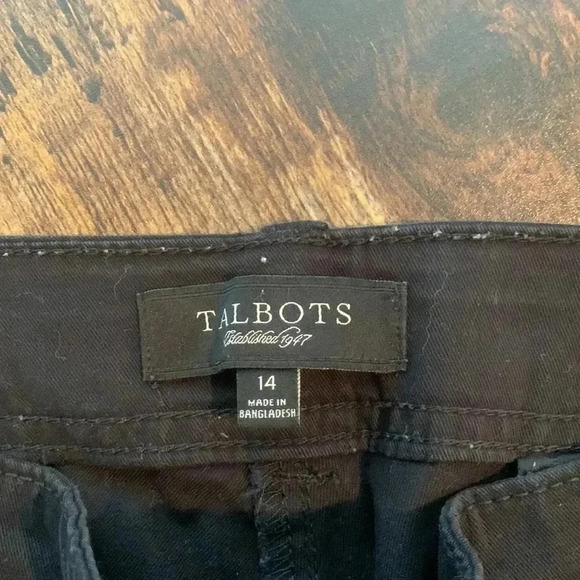 TALBOTS
Established 1947
14
MADE IN
BANGLADESH